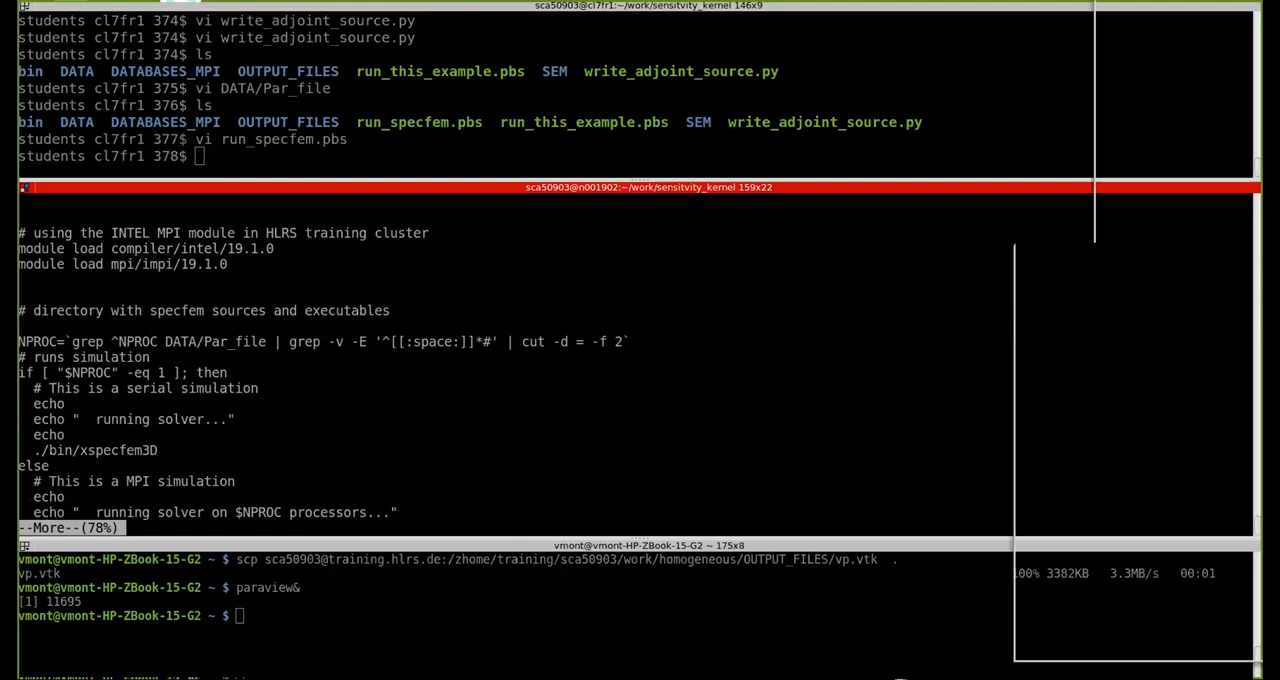 sca50903@cl7fr1:~/work/sensitvity_kernel 146x9
students cl7fr1 374$ vi write_adjoint_source.py
students cl7fr1 374$ vi write_adjoint_source.py
students cl7fr1 374$ ls
bin  DATA  DATABASES_MPI  OUTPUT_FILES  run_this_example.pbs  SEM  write_adjoint_source.py
students cl7fr1 375$ vi DATA/Par_file
students cl7fr1 376$ ls
bin  DATA  DATABASES_MPI  OUTPUT_FILES  run_specfem.pbs  run_this_example.pbs  SEM  write_adjoint_source.py
students cl7fr1 377$ vi run_specfem.pbs
students cl7fr1 378$
sca50903@n001902:~/work/sensitvity_kernel 159x22
# using the INTEL MPI module in HLRS training cluster
module load compiler/intel/19.1.0
module load mpi/impi/19.1.0
# directory with specfem sources and executables
NPROC=`grep ^NPROC DATA/Par_file | grep -v -E '^[[:space:]]*#' | cut -d = -f 2`
# runs simulation
if [ "$NPROC" -eq 1 ]; then
  # This is a serial simulation
  echo
  echo "  running solver..."
  echo
  ./bin/xspecfem3D
else
  # This is a MPI simulation
  echo
  echo "  running solver on $NPROC processors..."
--More--(78%)
vmont@vmont-HP-ZBook-15-G2 ~ 175x8
vmont@vmont-HP-ZBook-15-G2 ~ $ scp sca50903@training.hlrs.de:/zhome/training/sca50903/work/homogeneous/OUTPUT_FILES/vp.vtk  .
vp.vtk  100% 3382KB  3.3MB/s  00:01
vmont@vmont-HP-ZBook-15-G2 ~ $ paraview&
[1] 11695
vmont@vmont-HP-ZBook-15-G2 ~ $